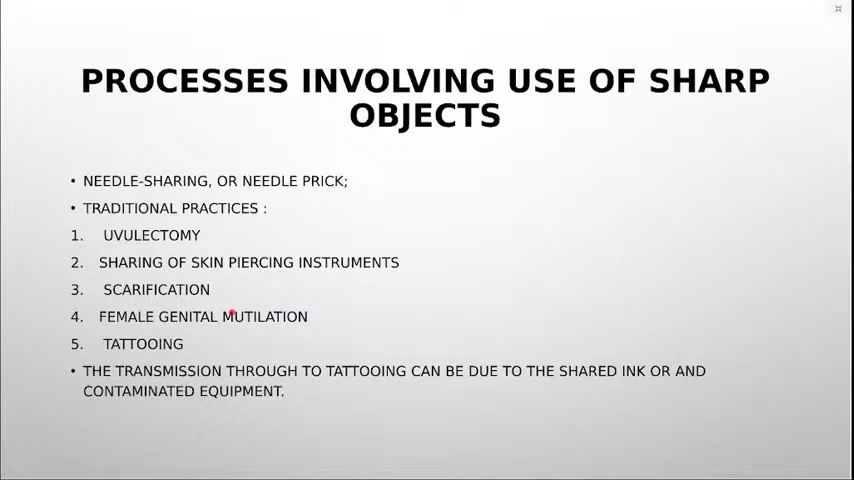 PROCESSES INVOLVING USE OF SHARP
OBJECTS
• NEEDLE-SHARING, OR NEEDLE PRICK;
• TRADITIONAL PRACTICES :
1. UVULECTOMY
2. SHARING OF SKIN PIERCING INSTRUMENTS
3. SCARIFICATION
4. FEMALE GENITAL MUTILATION
5. TATTOOING
• THE TRANSMISSION THROUGH TO TATTOOING CAN BE DUE TO THE SHARED INK OR AND
CONTAMINATED EQUIPMENT.